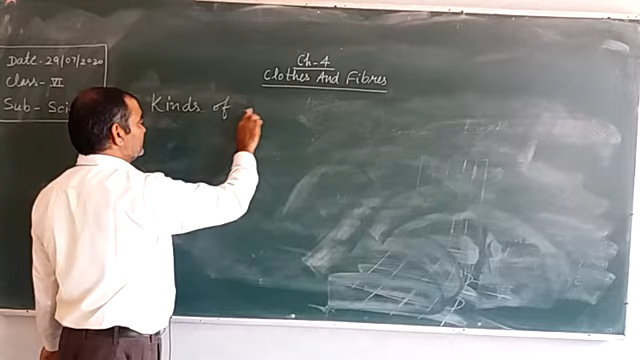 Date- 29/07/2020
Class- VI
Sub- Sci
Ch-4
Clothes And Fibres
Kinds of